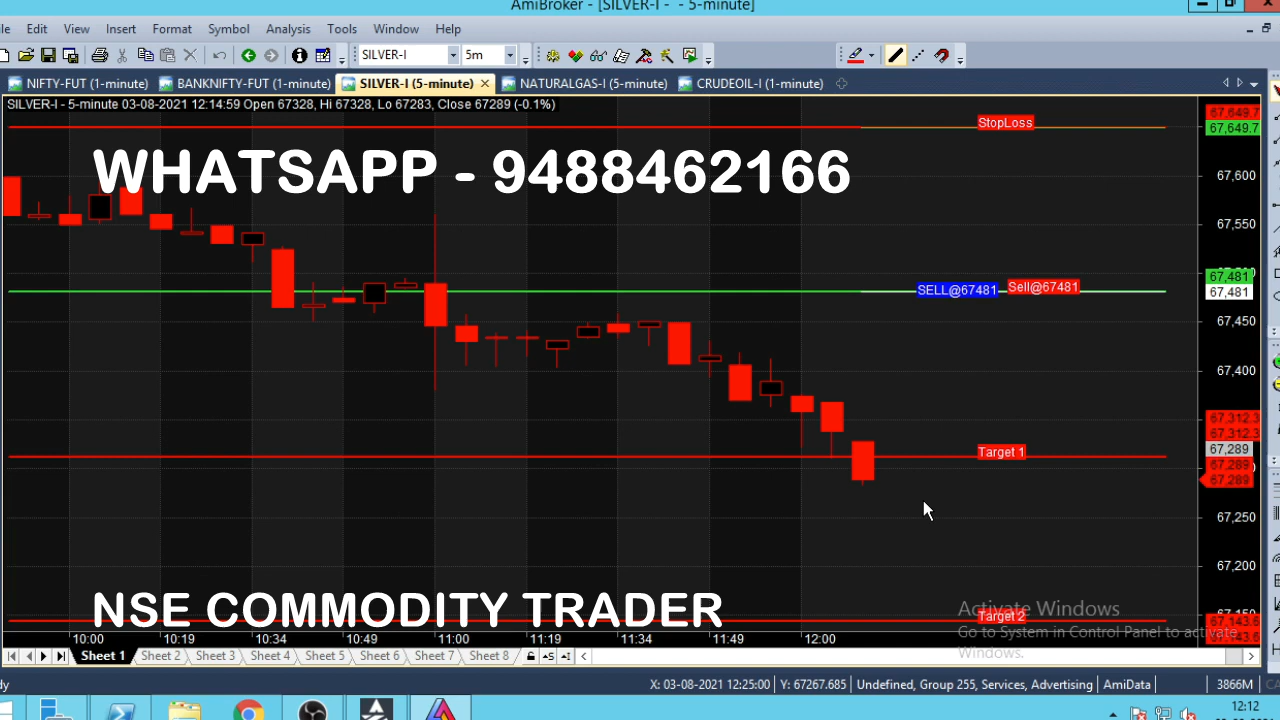 AmiBroker - [SILVER-I - - 5-minute]
Edit View Insert Format Symbol Analysis Tools Window Help
SILVER-I 5m
NIFTY-FUT (1-minute) BANKNIFTY-FUT (1-minute) SILVER-I (5-minute) NATURALGAS-I (5-minute) CRUDEOIL-I (1-minute)
SILVER-I - 5-minute 03-08-2021 12:14:59 Open 67328, Hi 67328, Lo 67283, Close 67289 (-0.1%)
StopLoss
67,649.7
67,649.7
WHATSAPP - 9488462166
67,600
67,550
67,481
SELL@67481 Sell@67481
67,481
67,450
67,400
67,312.3
67,312.3
Target 1
67,289
67,289
67,289
67,250
67,200
NSE COMMODITY TRADER
Activate Windows
Target 2
67,143.6
Go to System in Control Panel to activate
Windows.
67,143.6
10:00 10:19 10:34 10:49 11:00 11:19 11:34 11:49 12:00
Sheet 1 Sheet 2 Sheet 3 Sheet 4 Sheet 5 Sheet 6 Sheet 7 Sheet 8
X: 03-08-2021 12:25:00 Y: 67267.685 Undefined, Group 255, Services, Advertising AmiData 3866M
12:12